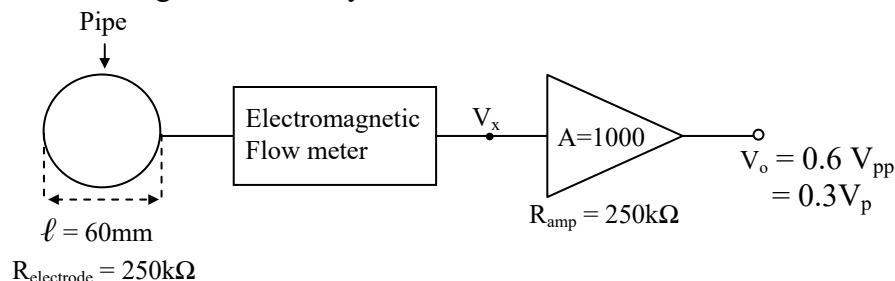 Pipe
Electromagnetic
Flow meter
Vₓ
A=1000
Vₒ = 0.6 Vₚₚ
= 0.3Vₚ
Rₐₘₚ = 250kΩ
ℓ = 60mm
Rₑₗₑcₜᵣₒdₑ = 250kΩ